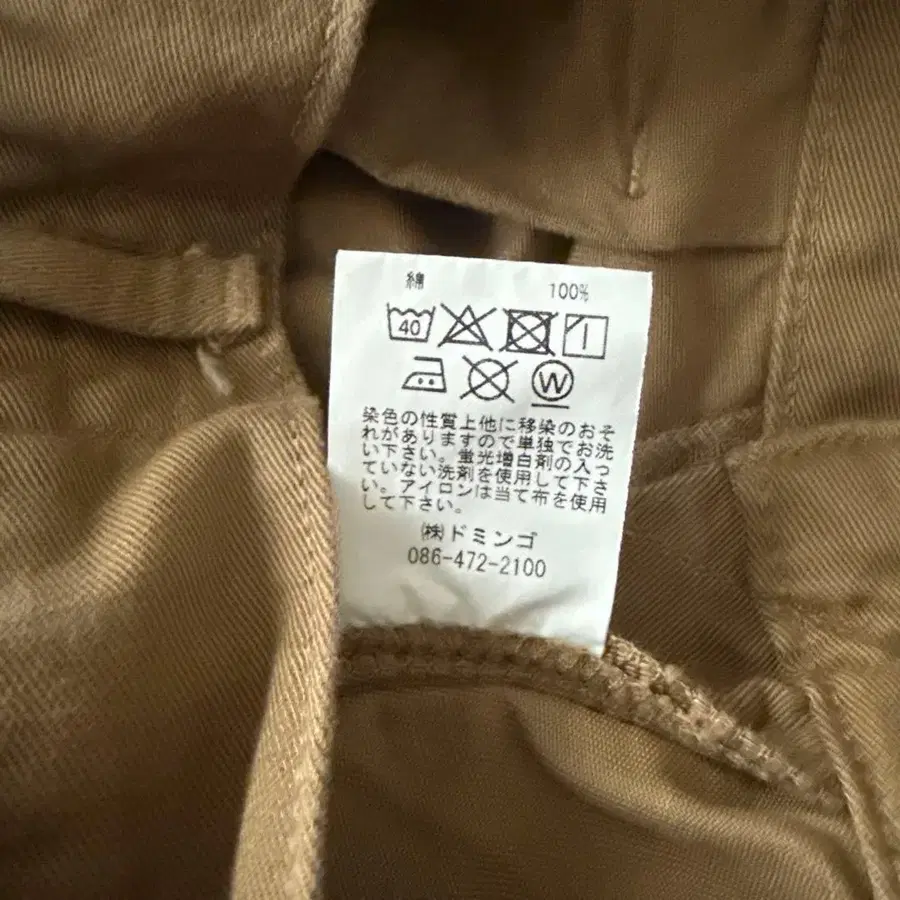 綿 100%
40
W
染色の性質上他に移染のおそ
れがありますので単独でお洗
い下さい。蛍光増白剤の入っ
ていない洗剤を使用して下さ
い。アイロンは当て布を使用
して下さい。
㈱ドミンゴ
086-472-2100